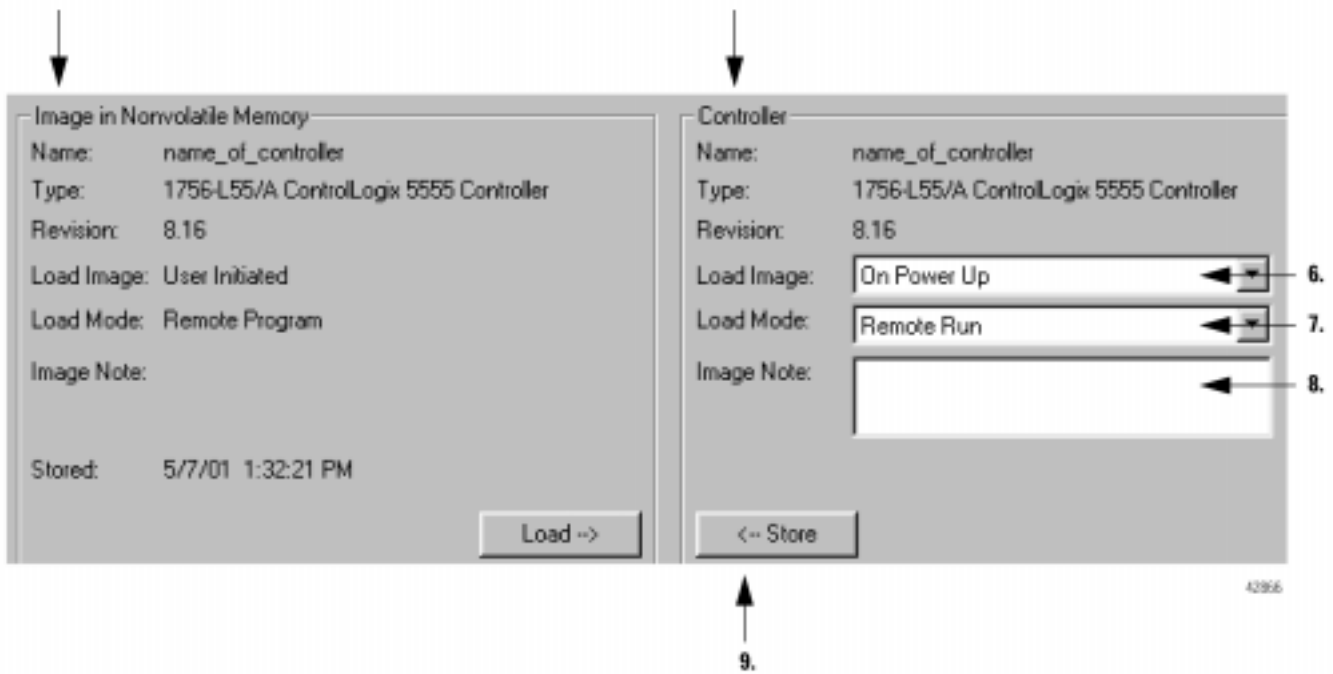 Image in Nonvolatile Memory
Name: name_of_controller
Type: 1756-L55/A ControlLogix 5555 Controller
Revision: 8.16
Load Image: User Initiated
Load Mode: Remote Program
Image Note:
Stored: 5/7/01 1:32:21 PM
Load -->
Controller
Name: name_of_controller
Type: 1756-L55/A ControlLogix 5555 Controller
Revision: 8.16
Load Image: On Power Up
6.
Load Mode: Remote Run
7.
Image Note:
8.
<-- Store
42866
9.